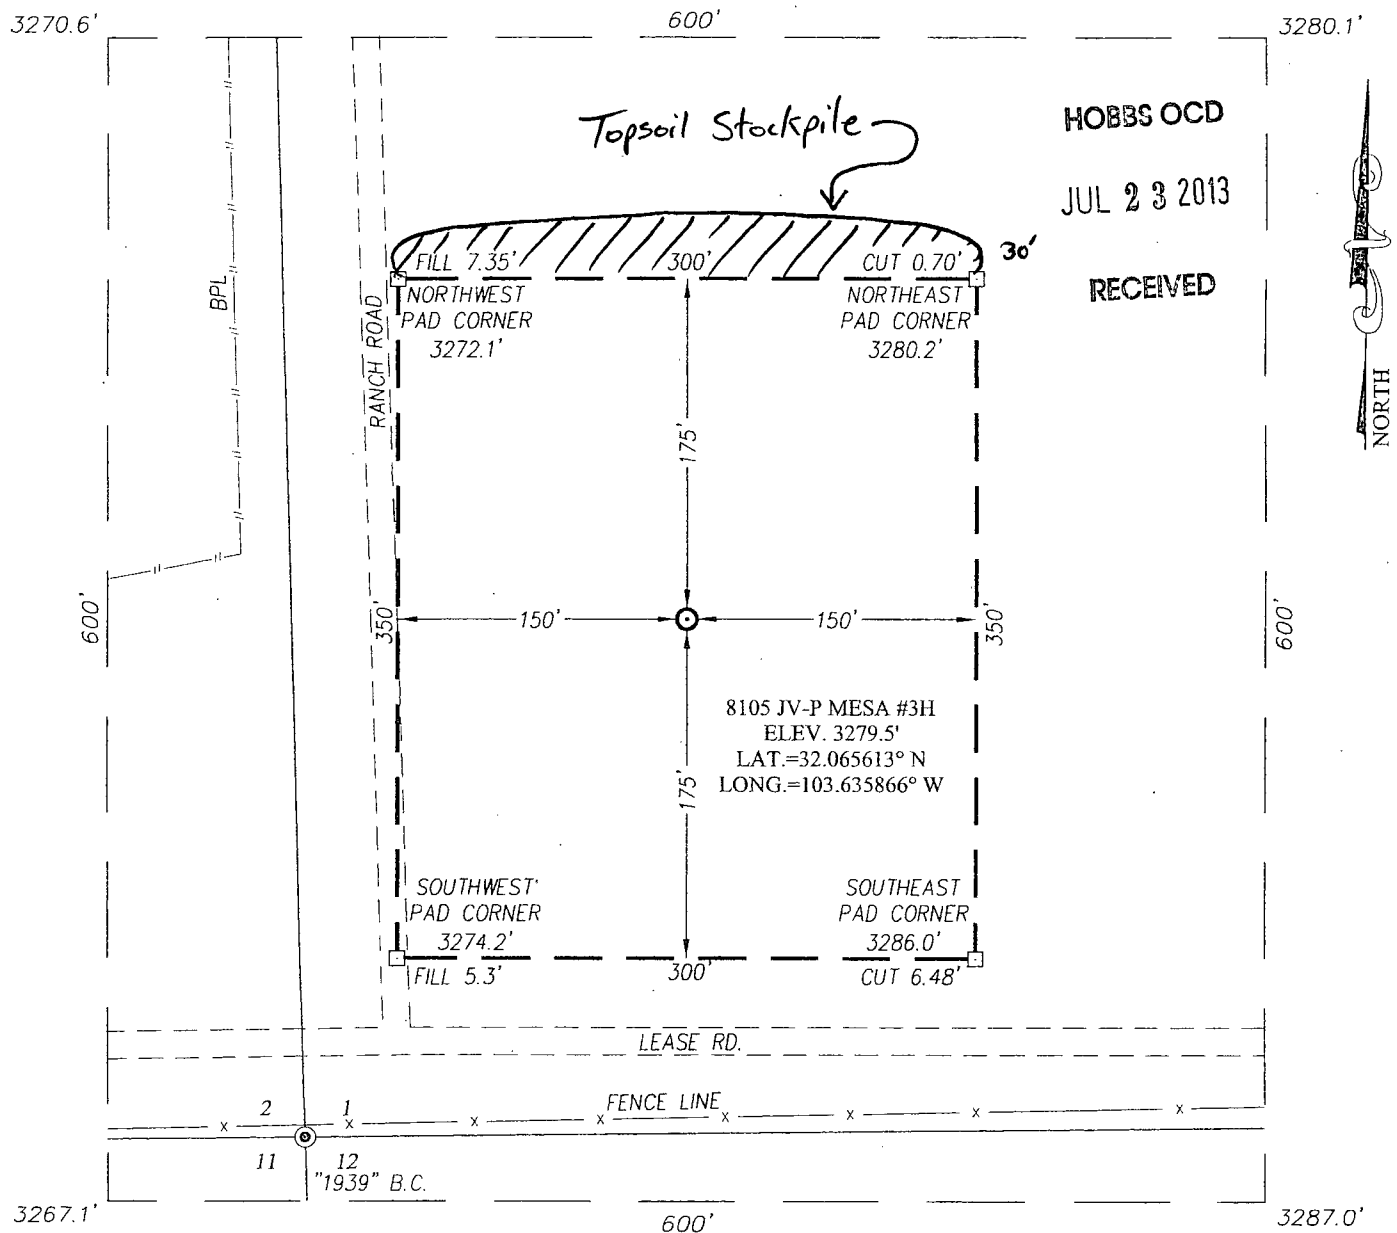 3270.6'
600'
3280.1'
Topsoil Stockpile
HOBBS OCD
JUL 23 2013
RECEIVED
NORTH
BPL
RANCH ROAD
FILL 7.35'
300'
CUT 0.70'
30'
NORTHWEST
PAD CORNER
3272.1'
NORTHEAST
PAD CORNER
3280.2'
175'
600'
350'
150'
150'
350'
600'
8105 JV-P MESA #3H
ELEV. 3279.5'
LAT.=32.065613° N
LONG.=103.635866° W
175'
SOUTHWEST
PAD CORNER
3274.2'
FILL 5.3'
300'
SOUTHEAST
PAD CORNER
3286.0'
CUT 6.48'
LEASE RD.
FENCE LINE
2
1
11
12
"1939" B.C.
3267.1'
600'
3287.0'